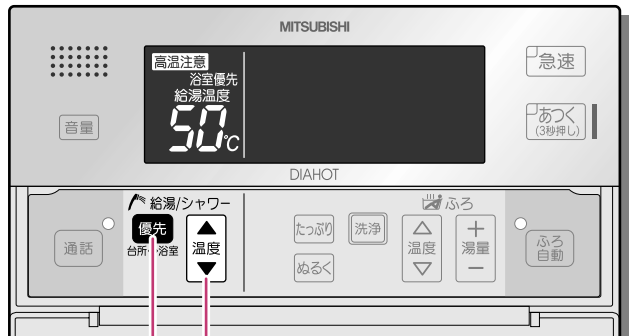 MITSUBISHI
高温注意
浴室優先
給湯温度
50℃
音量
急速
あつく
(3秒押し)
DIAHOT
給湯/シャワー
優先
台所⇔浴室
温度
通話
たっぷり
ぬるく
洗浄
ふろ
温度
湯量
ふろ
自動